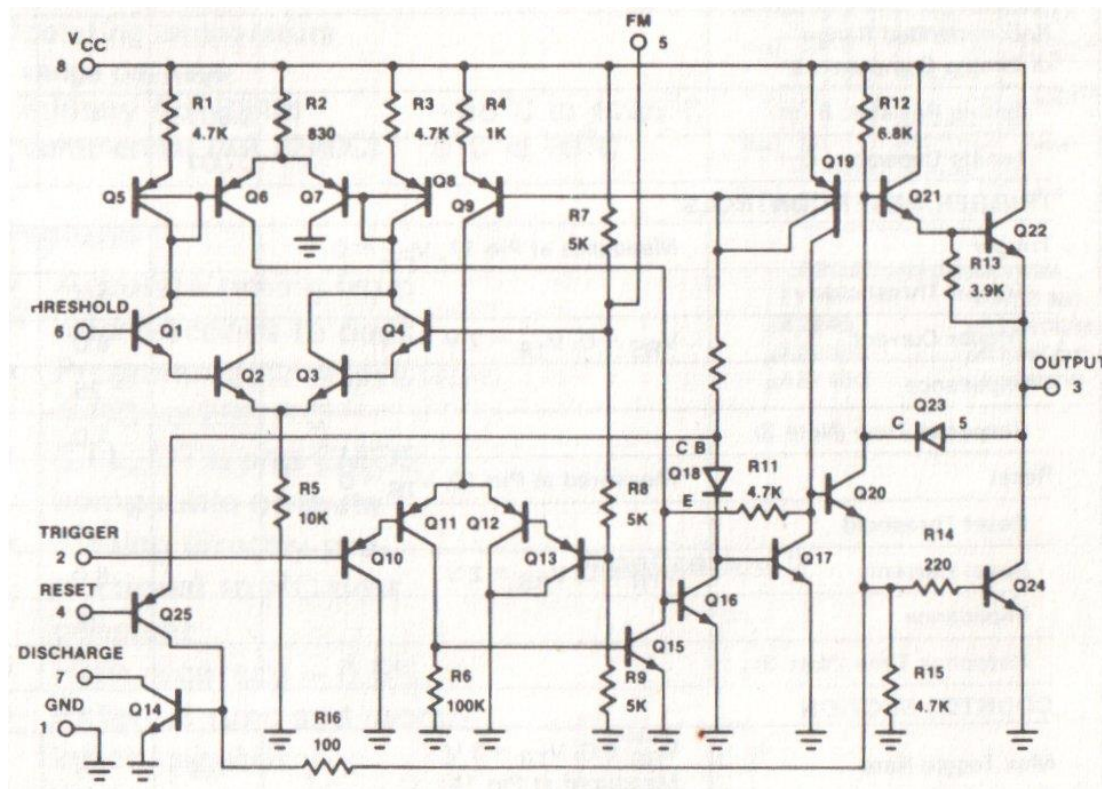 FM
VCC
8
5
R1
4.7K
R2
830
R3
4.7K
R4
1K
R12
6.8K
Q5
Q6
Q7
Q8
Q9
R7
5K
Q19
Q21
Q22
R13
3.9K
HRESHOLD
6
Q1
Q4
Q2
Q3
OUTPUT
3
Q23
C
5
C B
Q18
E
R11
4.7K
Q20
R5
10K
R8
5K
Q11
Q12
TRIGGER
2
Q10
Q13
Q17
R14
220
Q24
RESET
4
Q25
Q16
Q15
DISCHARGE
7
R6
100K
R9
5K
R15
4.7K
GND
1
Q14
R16
100